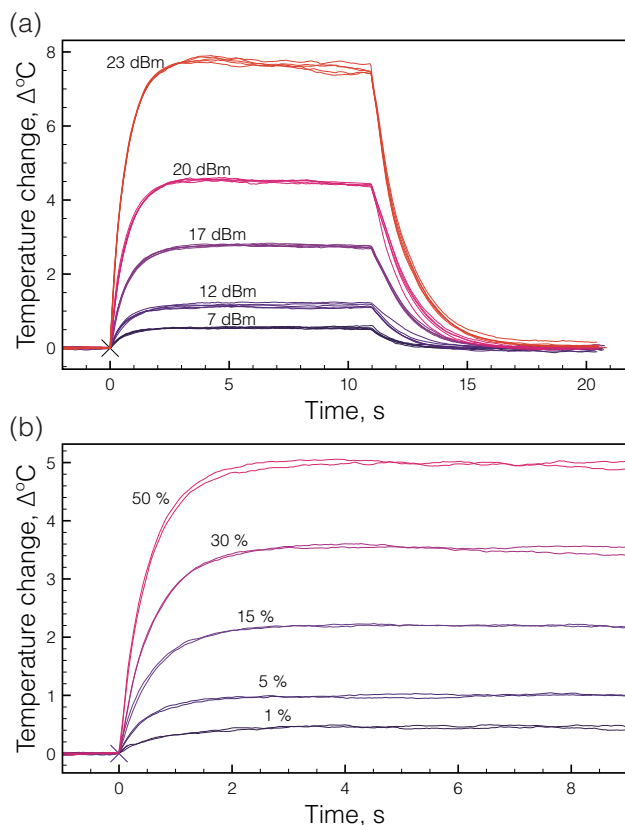 (a)
8
6
4
2
0
Temperature change, Δ°C
23 dBm
20 dBm
17 dBm
12 dBm
7 dBm
0
5
10
15
20
Time, s
(b)
5
4
3
2
1
0
Temperature change, Δ°C
50 %
30 %
15 %
5 %
1 %
0
2
4
6
8
Time, s